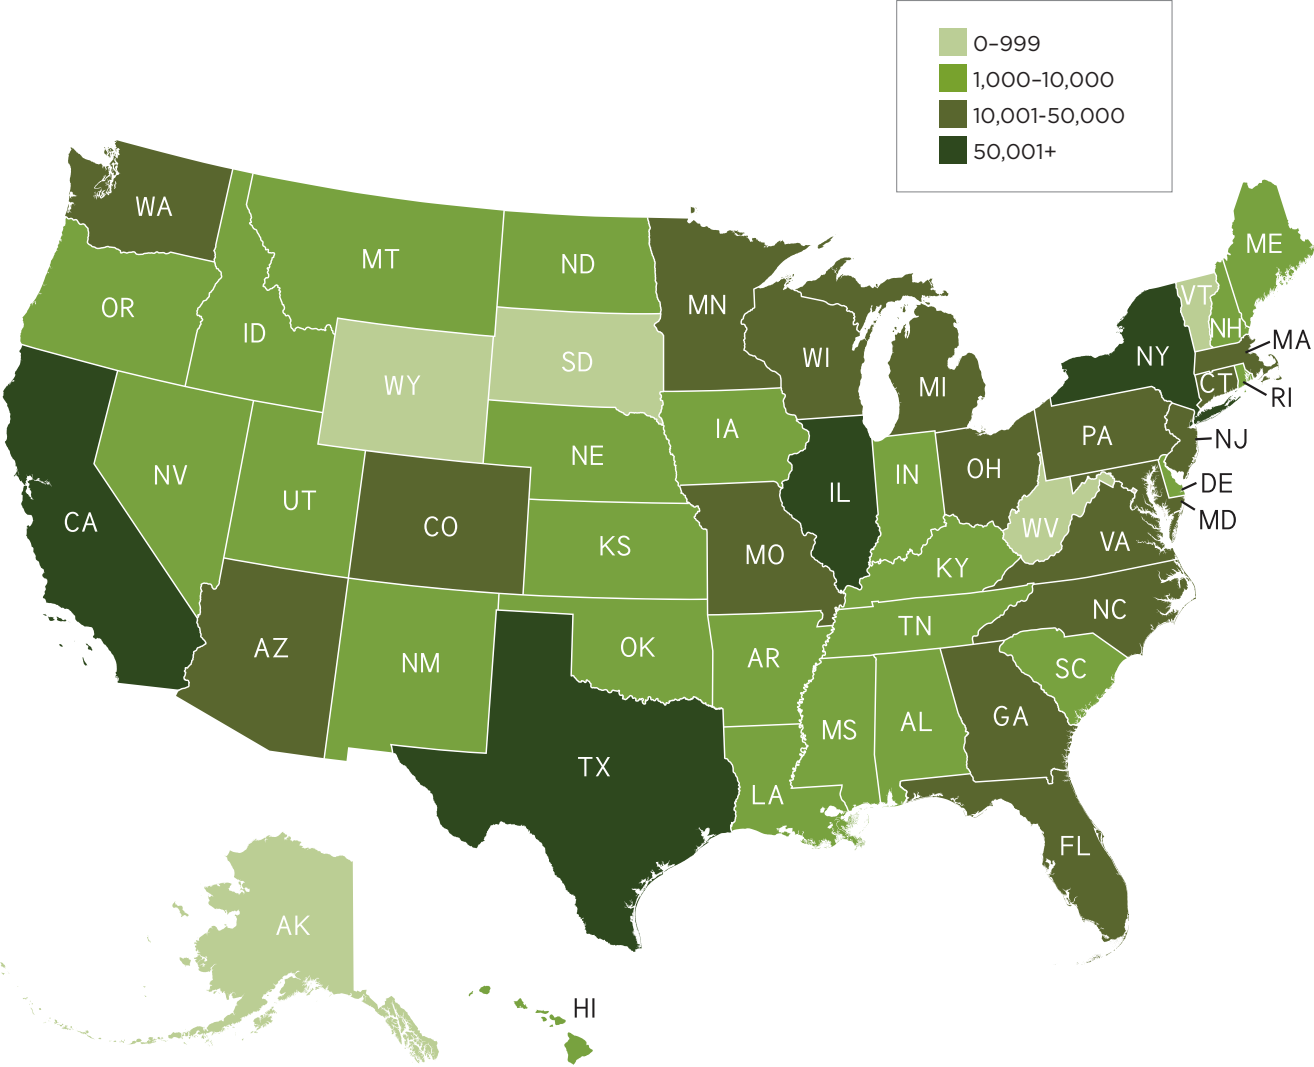 0–999
1,000–10,000
10,001-50,000
50,001+
WA
MT
ND
MN
ME
OR
ID
VT
NH
MA
WY
SD
WI
MI
NY
CT
RI
NV
UT
NE
IA
IL
IN
OH
PA
NJ
DE
MD
CA
CO
KS
MO
WV
VA
KY
AZ
NM
OK
AR
TN
NC
SC
TX
LA
MS
AL
GA
FL
AK
HI